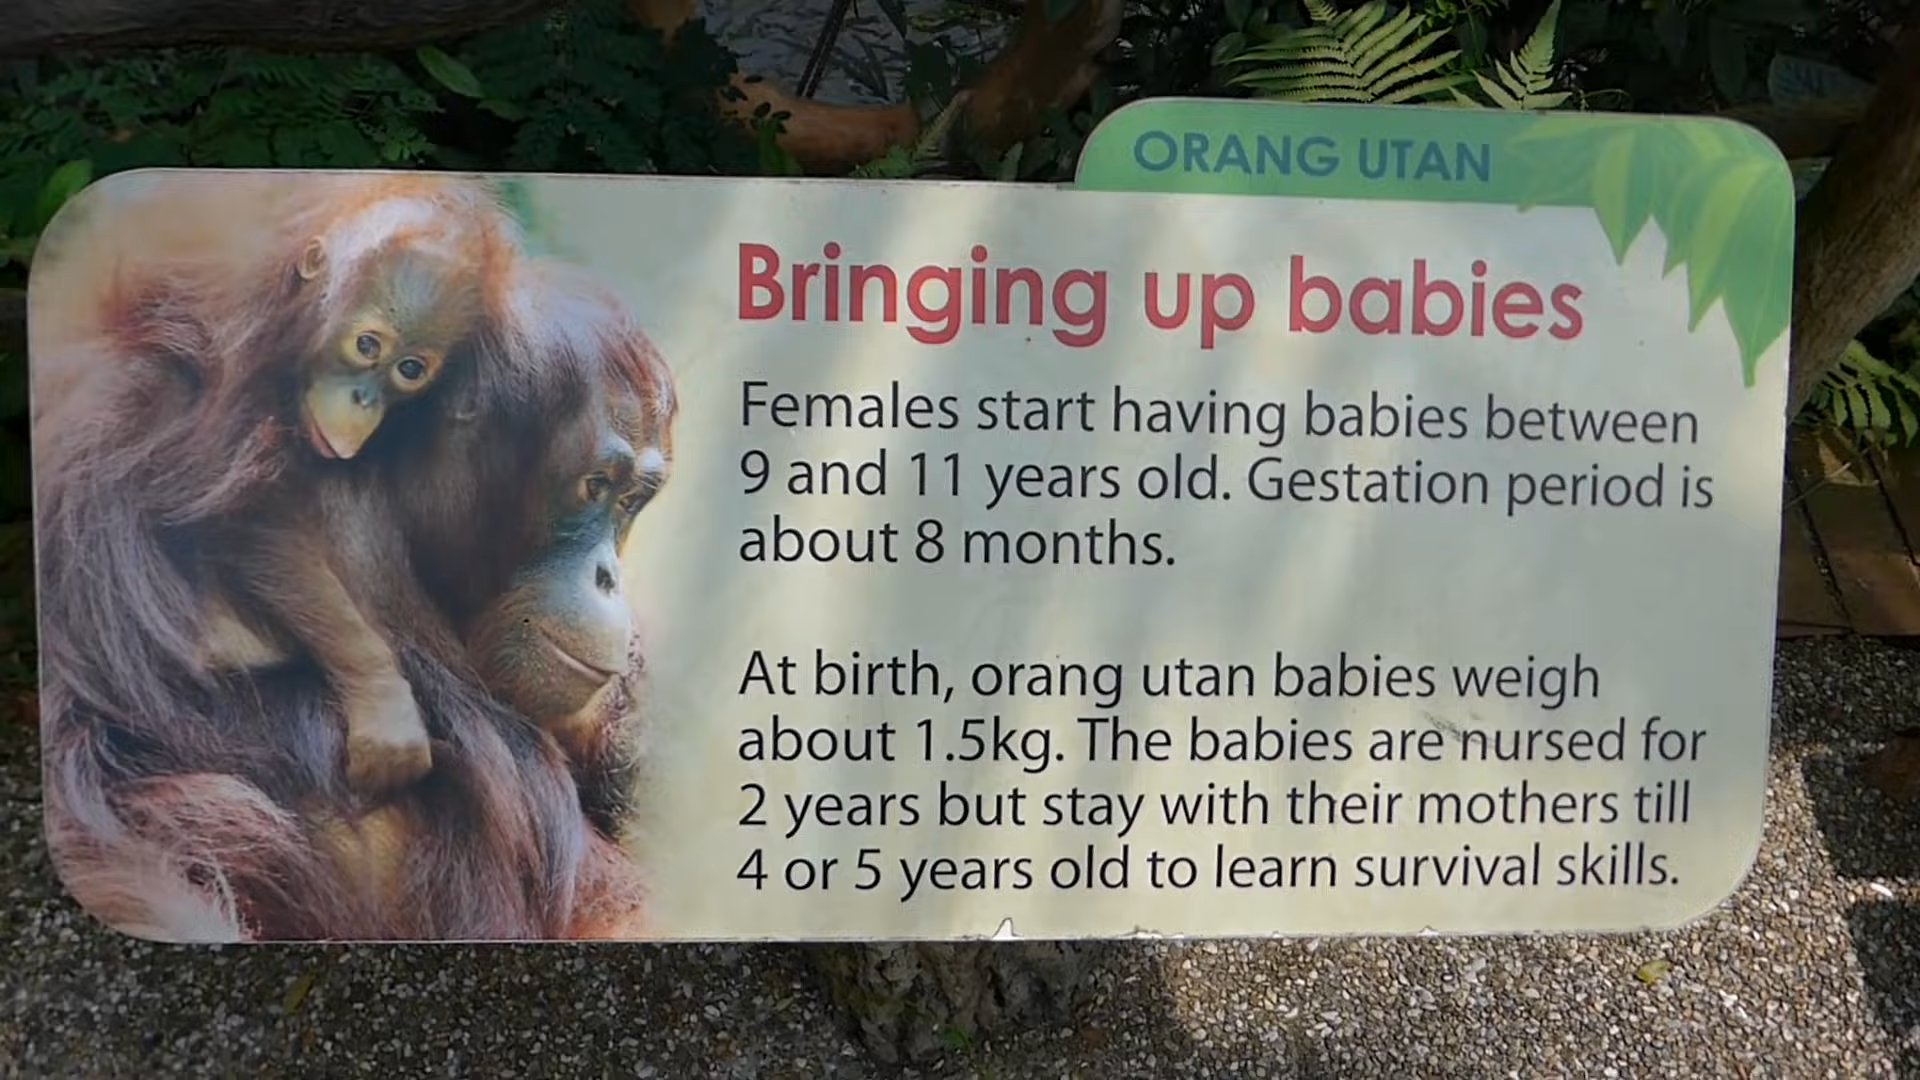 ORANG UTAN
Bringing up babies
Females start having babies between
9 and 11 years old. Gestation period is
about 8 months.
At birth, orang utan babies weigh
about 1.5kg. The babies are nursed for
2 years but stay with their mothers till
4 or 5 years old to learn survival skills.